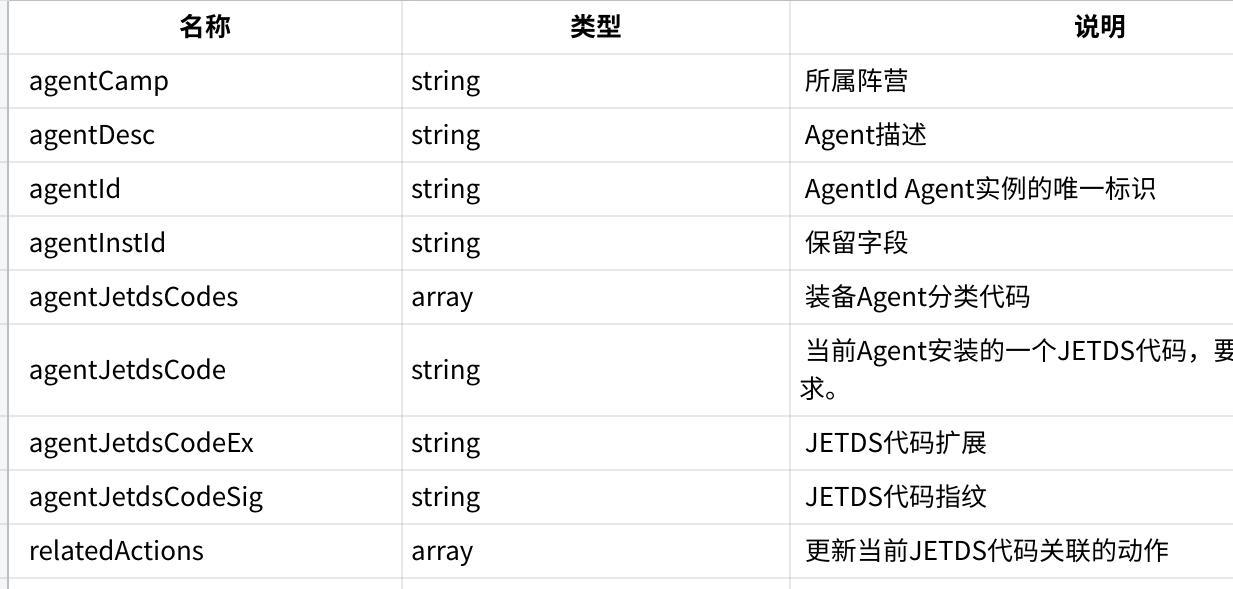 名称 类型 说明
agentCamp string 所属阵营
agentDesc string Agent描述
agentId string AgentId Agent实例的唯一标识
agentInstId string 保留字段
agentJetdsCodes array 装备Agent分类代码
agentJetdsCode string 当前Agent安装的一个JETDS代码，要
求。
agentJetdsCodeEx string JETDS代码扩展
agentJetdsCodeSig string JETDS代码指纹
relatedActions array 更新当前JETDS代码关联的动作